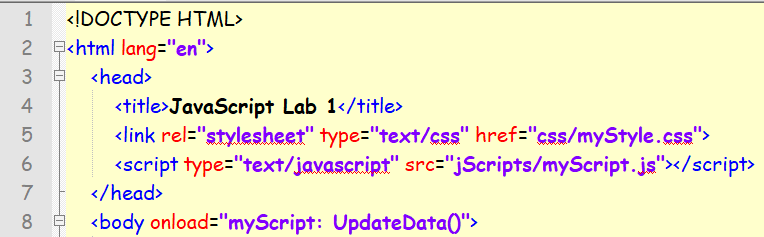 1 <!DOCTYPE HTML>
2 <html lang="en">
3 <head>
4 <title>JavaScript Lab 1</title>
5 <link rel="stylesheet" type="text/css" href="css/myStyle.css">
6 <script type="text/javascript" src="jScripts/myScript.js"></script>
7 </head>
8 <body onload="myScript: UpdateData()">